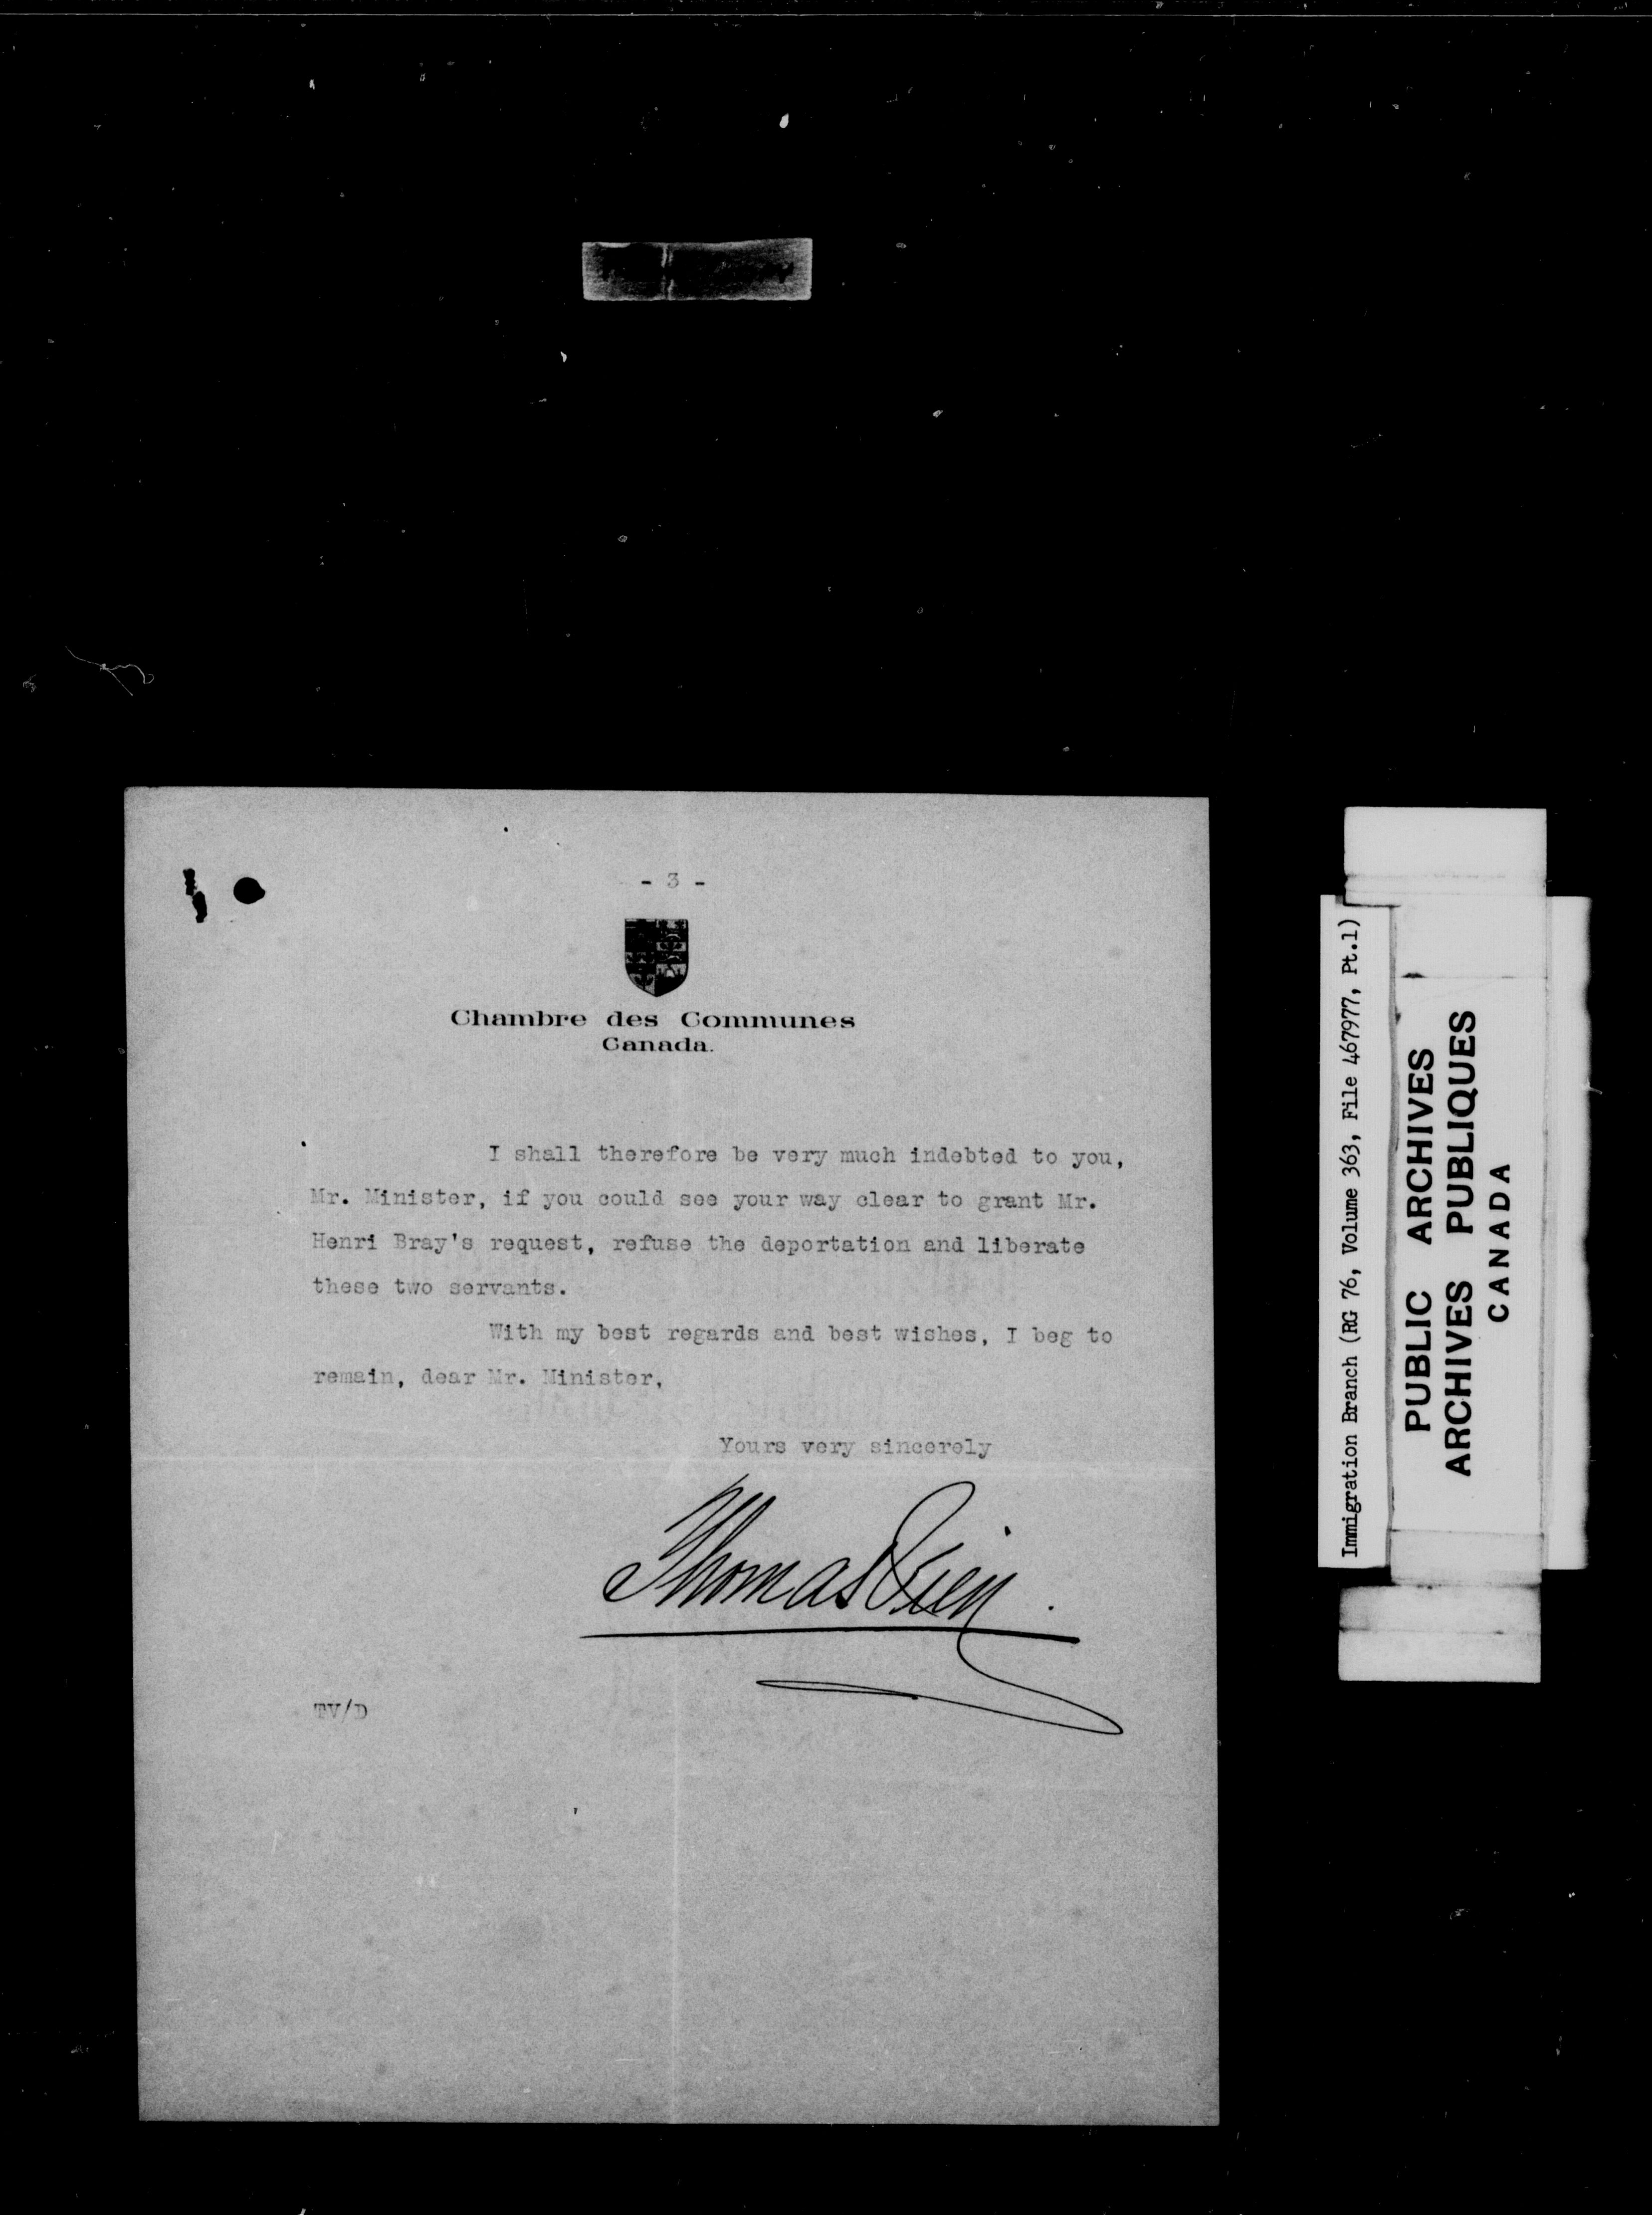 - 3 -
Chambre des Communes
Canada.
I shall therefore be very much indebted to you,
Mr. Minister, if you could see your way clear to grant Mr.
Henri Bray's request, refuse the deportation and liberate
these two servants.
With my best regards and best wishes, I beg to
remain, dear Mr. Minister,
Yours very sincerely
Thomas Vien.
TV/D
Immigration Branch (RG 76, Volume 363, File 467977, Pt.1)
PUBLIC ARCHIVES
ARCHIVES PUBLIQUES
CANADA